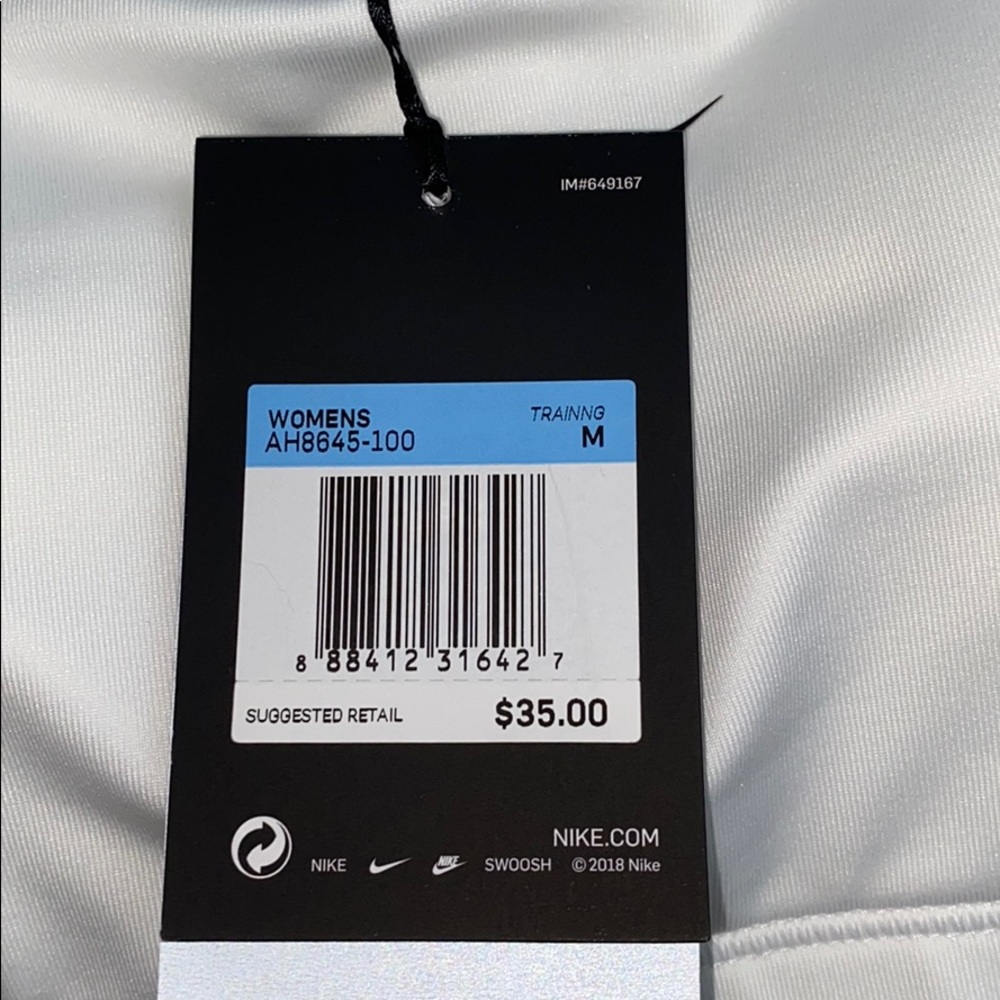 IM#649167
WOMENS TRAINNG
AH8645-100 M
8 88412 31642 7
SUGGESTED RETAIL $35.00
NIKE.COM
NIKE NIKE SWOOSH ©2018 Nike